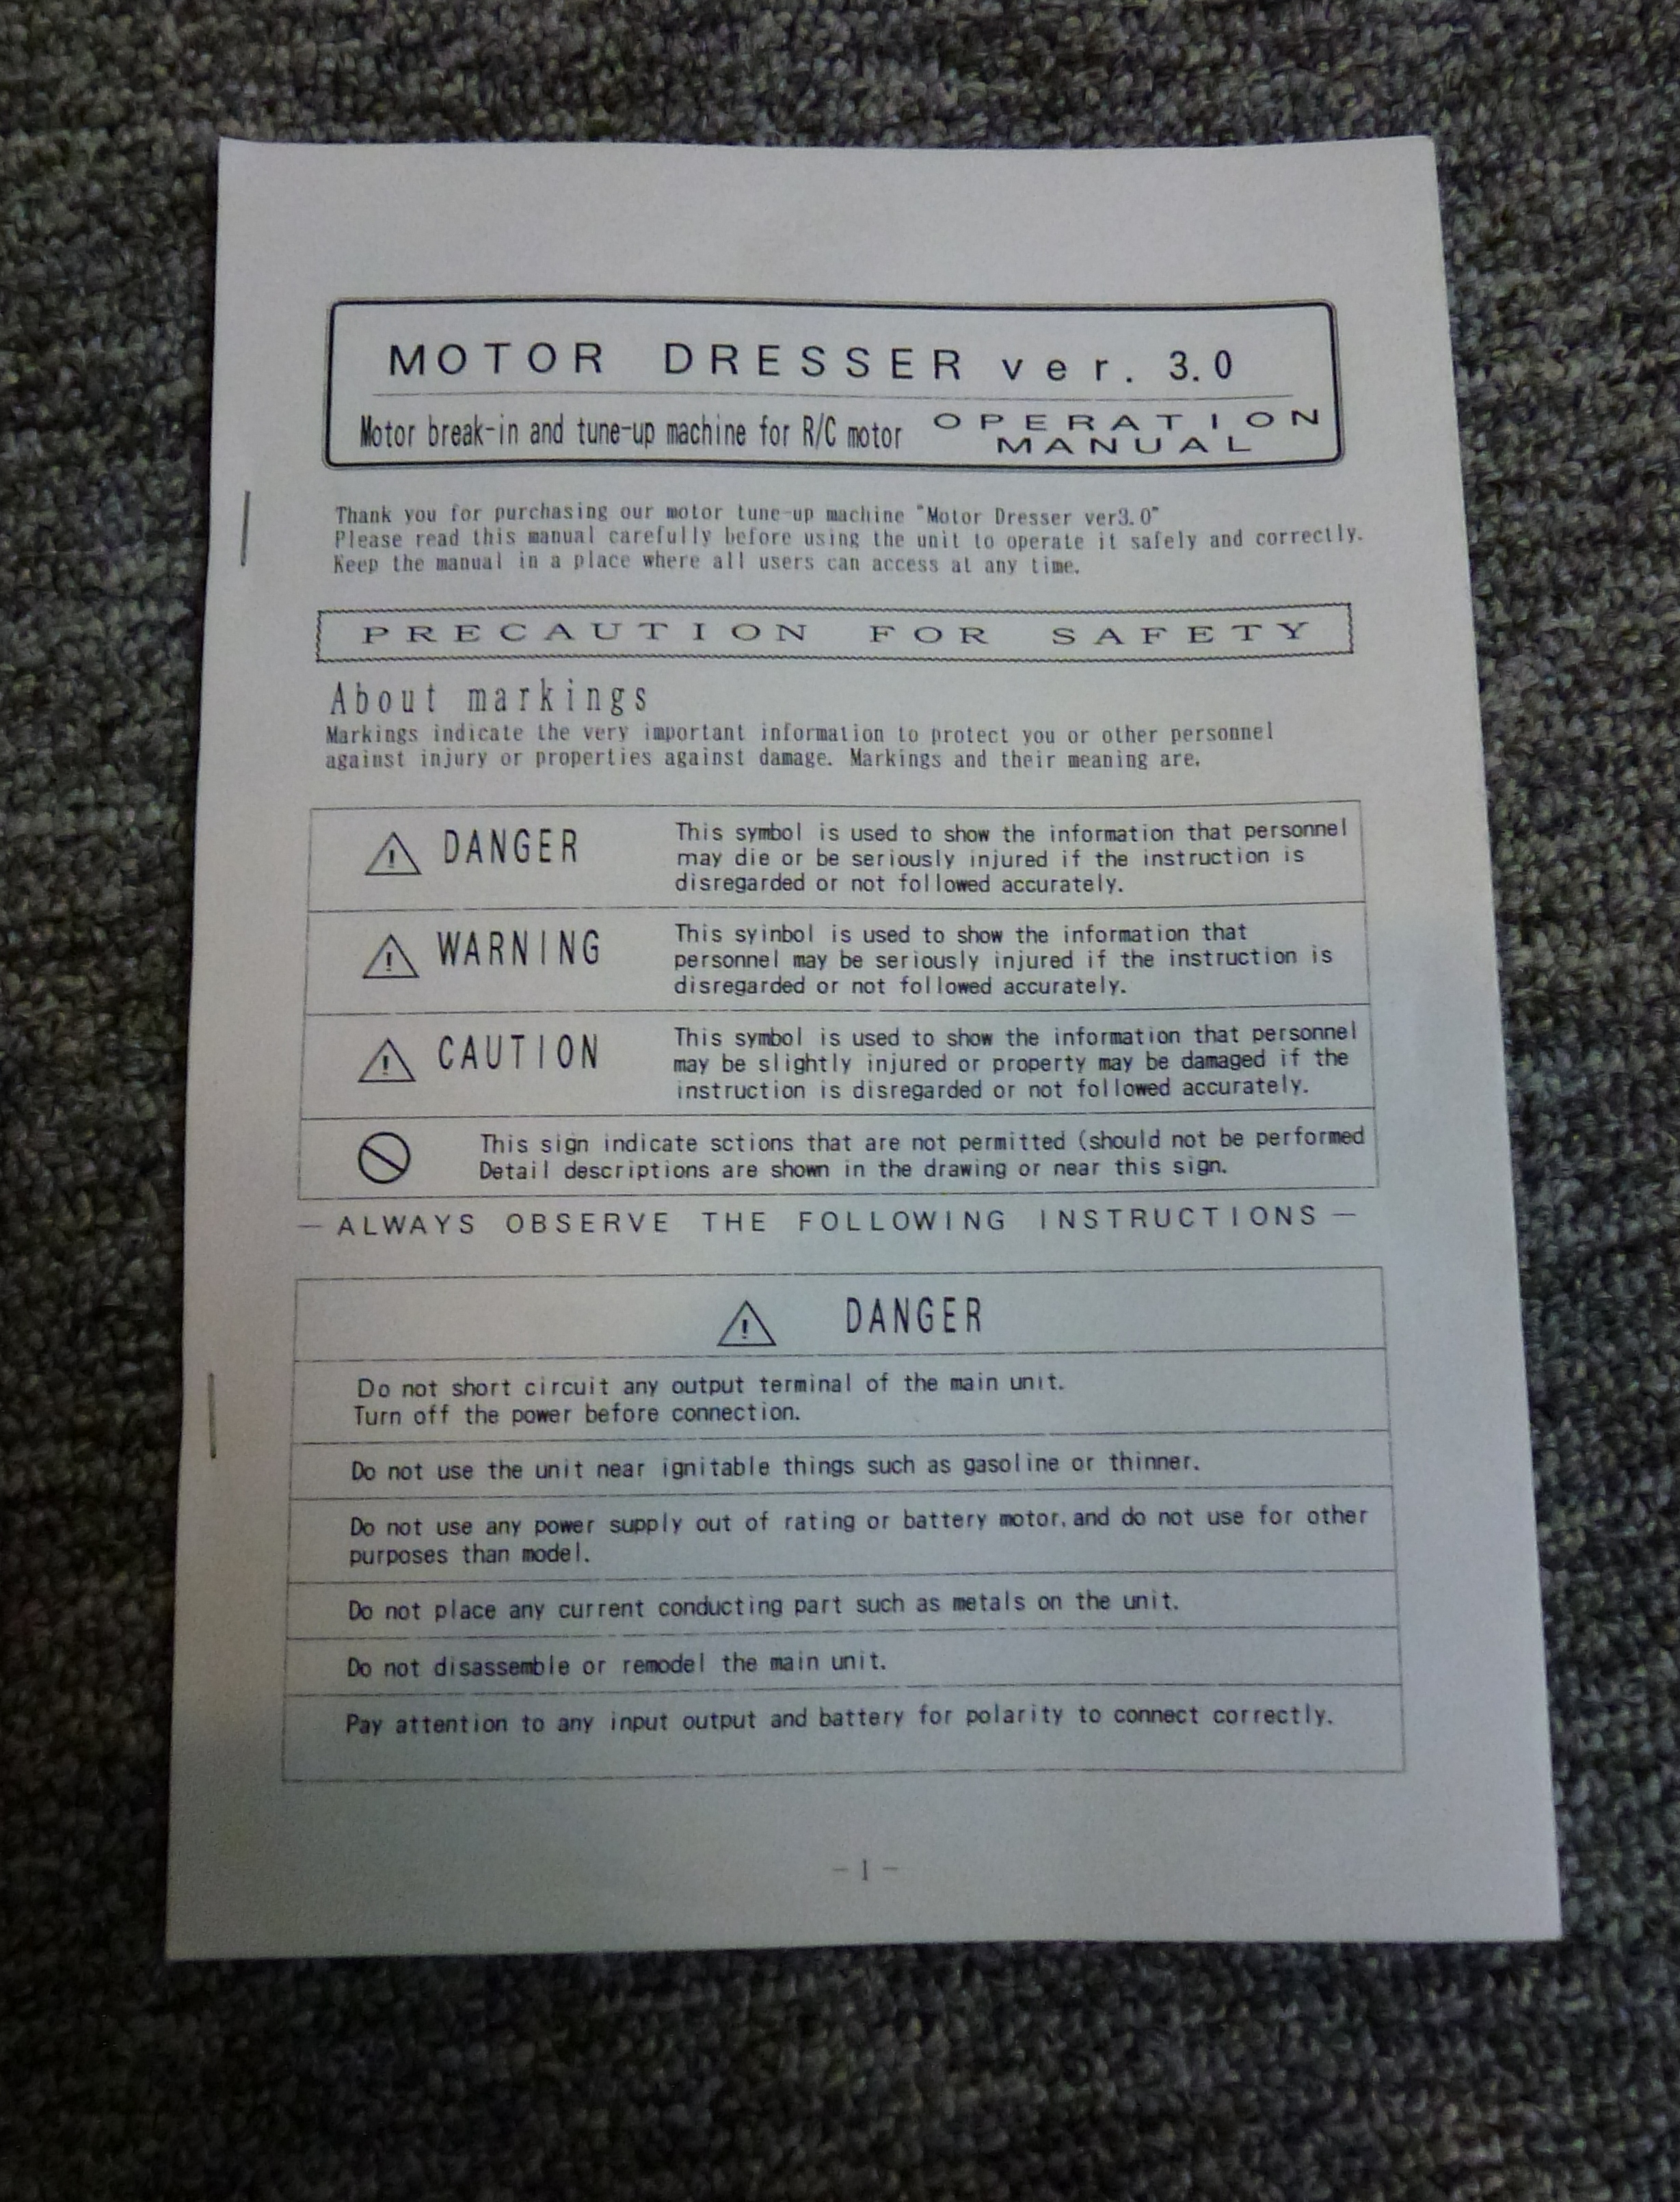 MOTOR DRESSER ver. 3.0
Motor break-in and tune-up machine for R/C motor OPERATION MANUAL
Thank you for purchasing our motor tune-up machine "Motor Dresser ver3.0"
Please read this manual carefully before using the unit to operate it safely and correctly.
Keep the manual in a place where all users can access at any time.
PRECAUTION FOR SAFETY
About markings
Markings indicate the very important information to protect you or other personnel
against injury or properties against damage. Markings and their meaning are.
DANGER
This symbol is used to show the information that personnel
may die or be seriously injured if the instruction is
disregarded or not followed accurately.
WARNING
This syinbol is used to show the information that
personnel may be seriously injured if the instruction is
disregarded or not followed accurately.
CAUTION
This symbol is used to show the information that personnel
may be slightly injured or property may be damaged if the
instruction is disregarded or not followed accurately.
This sign indicate sctions that are not permitted (should not be performed
Detail descriptions are shown in the drawing or near this sign.
— ALWAYS OBSERVE THE FOLLOWING INSTRUCTIONS —
DANGER
Do not short circuit any output terminal of the main unit.
Turn off the power before connection.
Do not use the unit near ignitable things such as gasoline or thinner.
Do not use any power supply out of rating or battery motor, and do not use for other
purposes than model.
Do not place any current conducting part such as metals on the unit.
Do not disassemble or remodel the main unit.
Pay attention to any input output and battery for polarity to connect correctly.
- 1 -